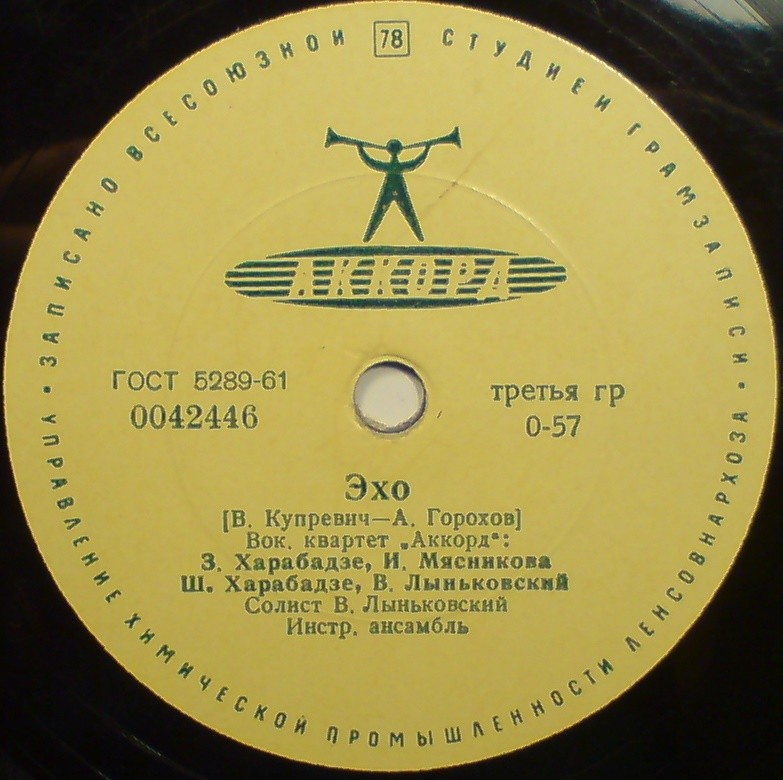 ЗАПИСАНО ВСЕСОЮЗНОЙ 78 СТУДИЕЙ ГРАМЗАПИСИ
АККОРД
ГОСТ 5289-61
0042446
третья гр
0-57
Эхо
[В. Купревич—А. Горохов]
Вок. квартет „Аккорд“:
З. Харабадзе, И. Мясникова
Ш. Харабадзе, В. Лыньковский
Солист В. Лыньковский
Инстр. ансамбль
• УПРАВЛЕНИЕ ХИМИЧЕСКОЙ ПРОМЫШЛЕННОСТИ ЛЕНСОВНАРХОЗА •